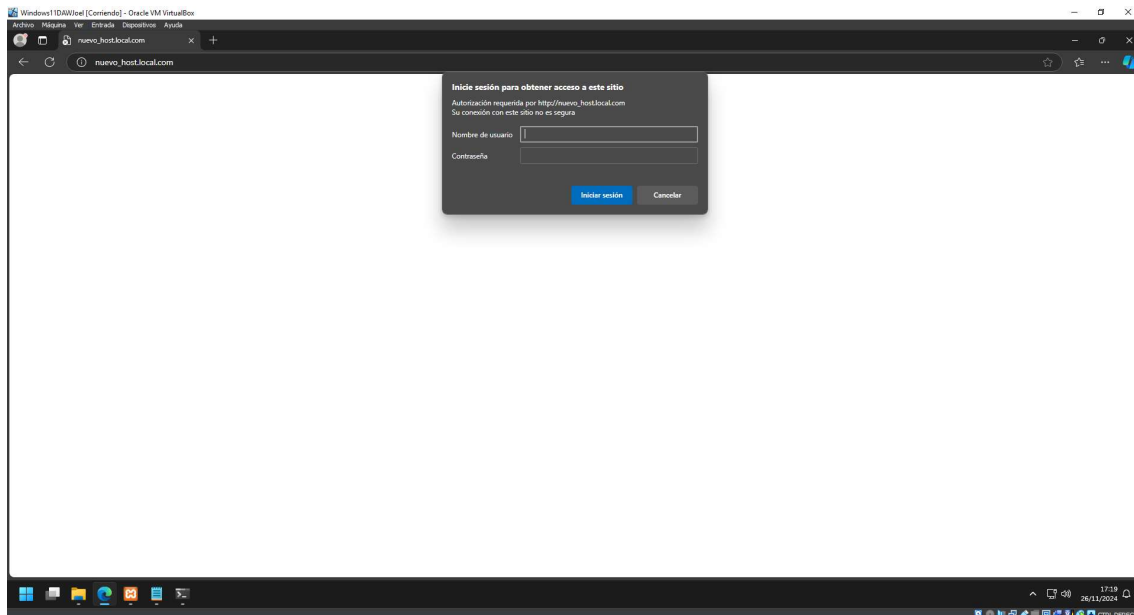 Windows11DAWJoel [Corriendo] - Oracle VM VirtualBox
Archivo Máquina Ver Entrada Dispositivos Ayuda
nuevo_host.local.com
nuevo_host.local.com
Inicie sesión para obtener acceso a este sitio
Autorización requerida por http://nuevo_host.local.com
Su conexión con este sitio no es segura
Nombre de usuario
Contraseña
Iniciar sesión Cancelar
17:19
26/11/2024